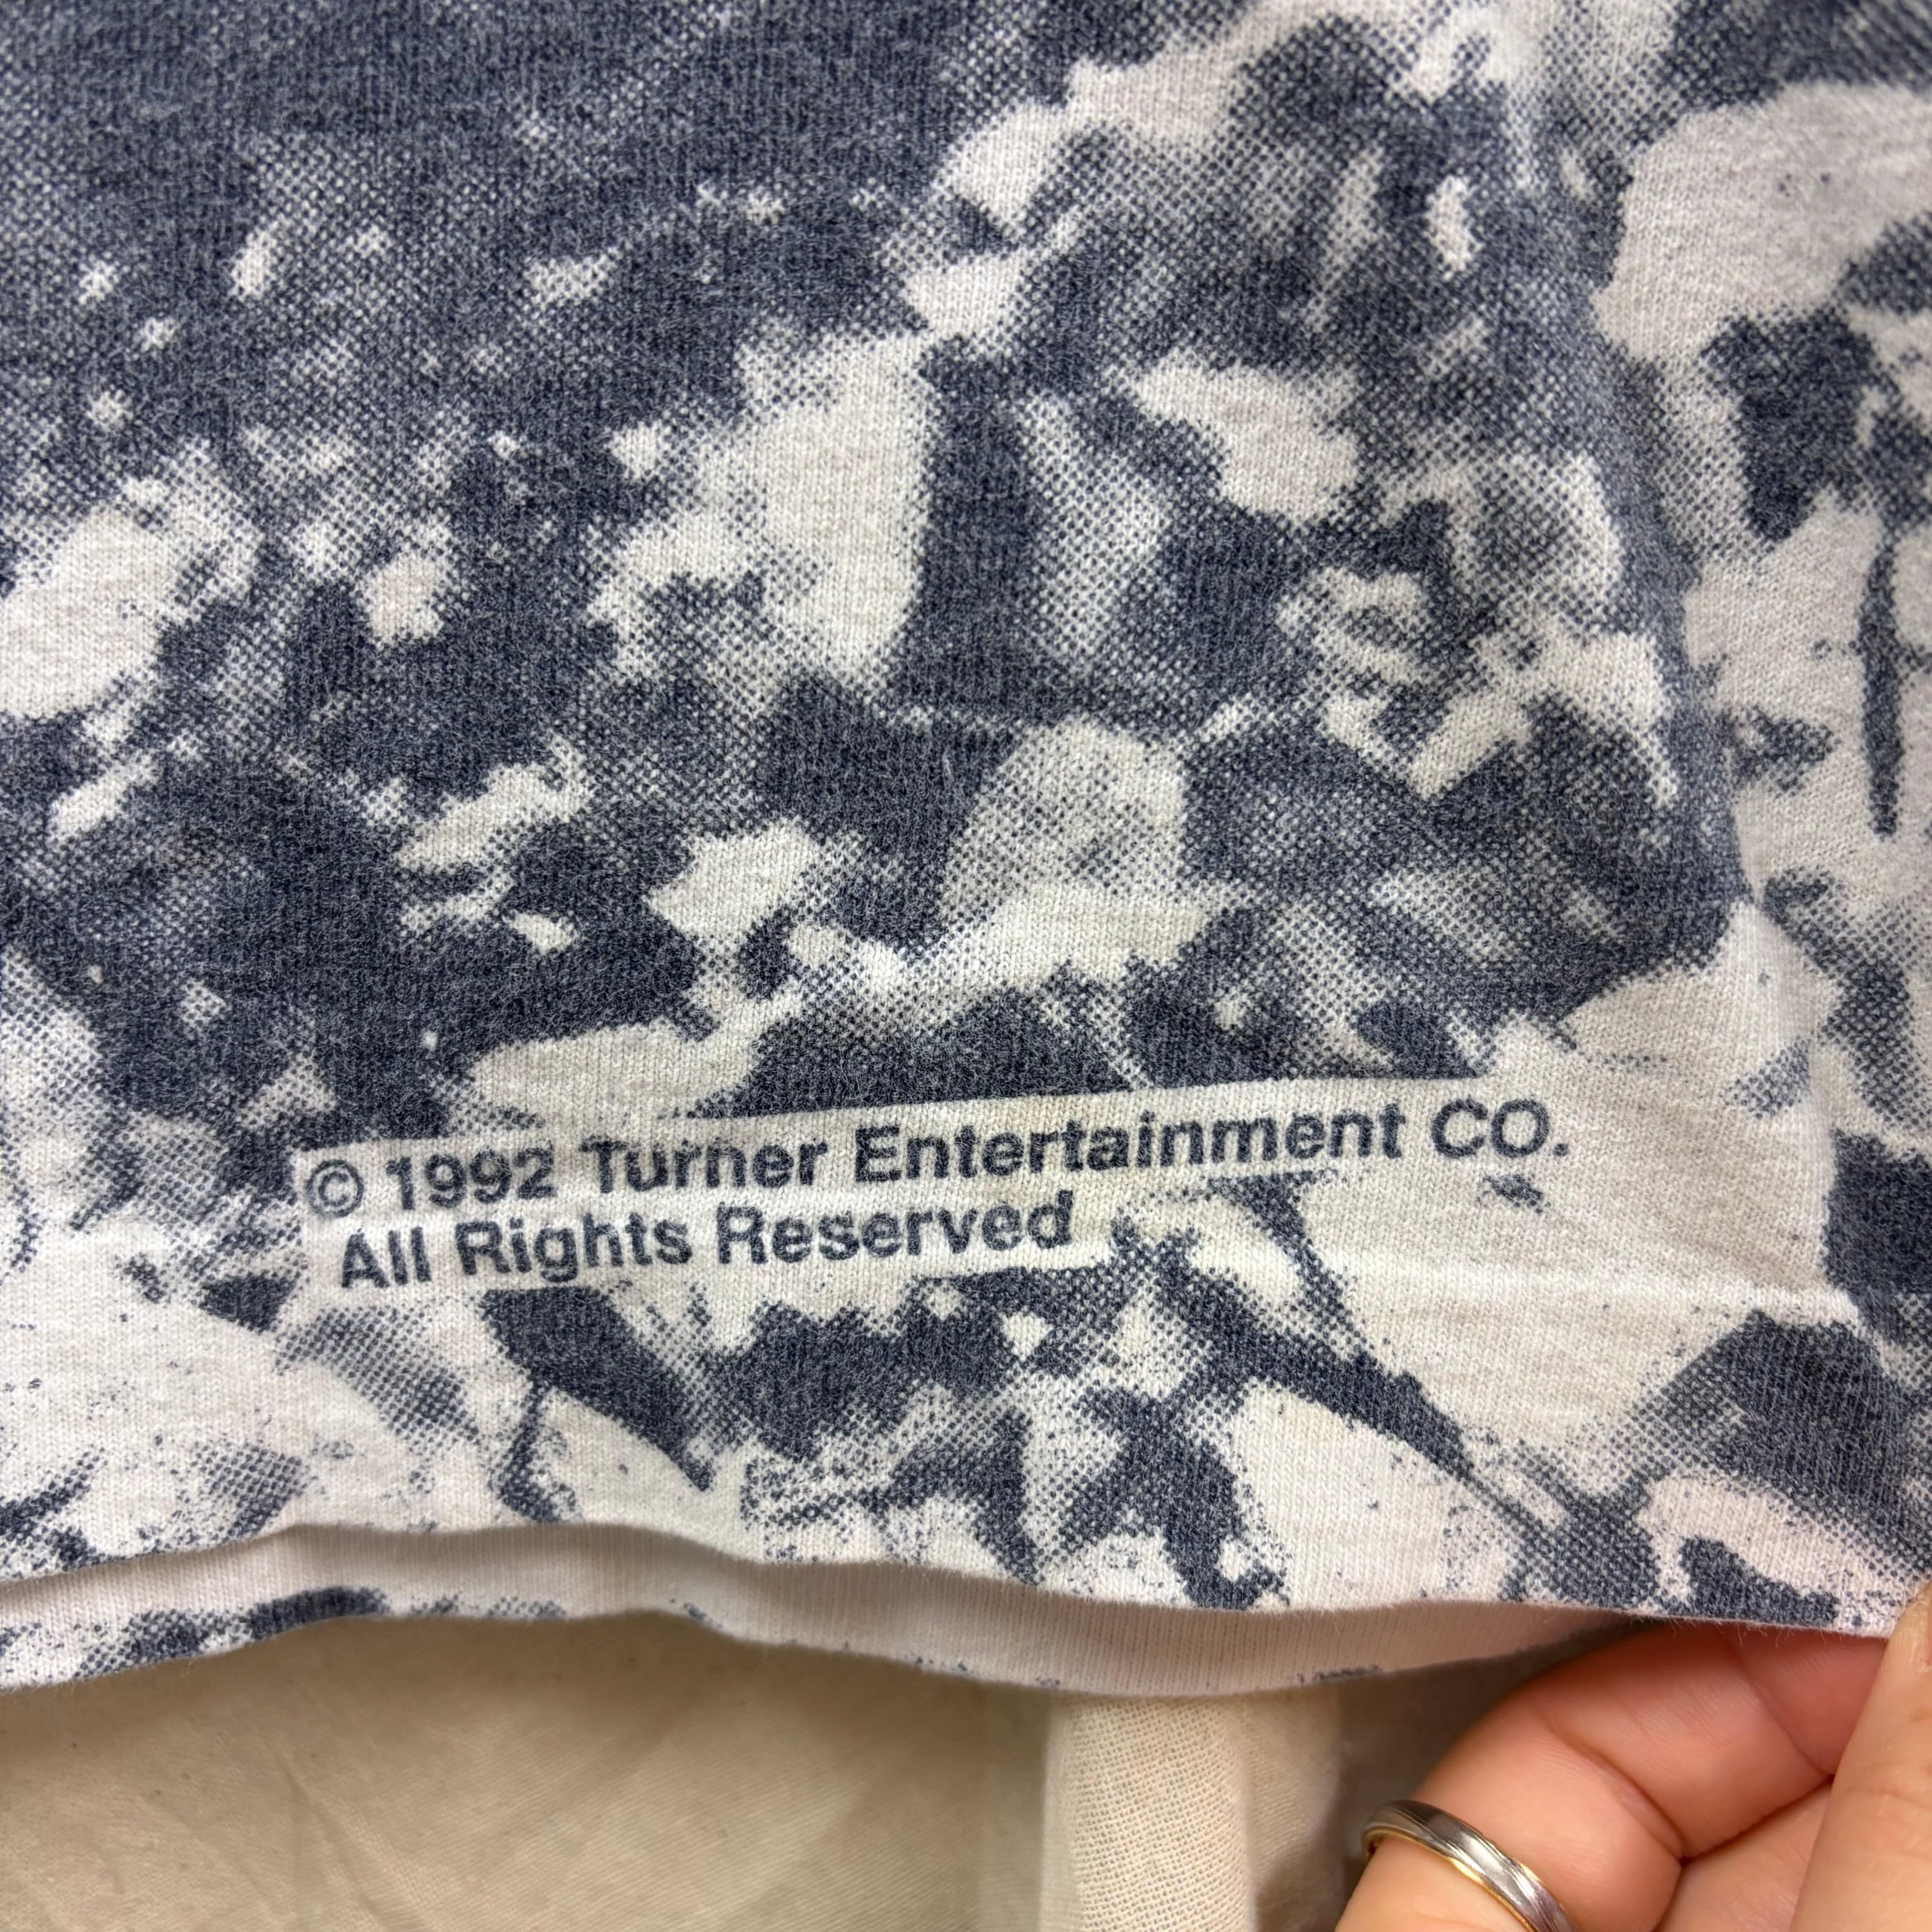 © 1992 Turner Entertainment CO.
All Rights Reserved